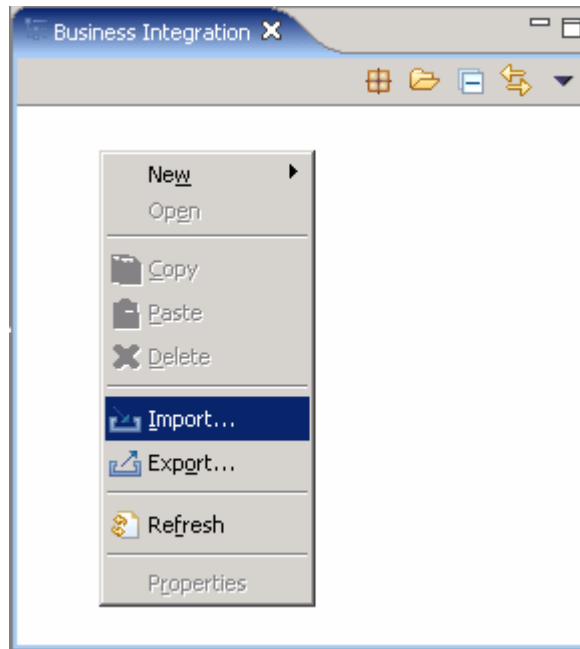 Business Integration
New
Open
Copy
Paste
Delete
Import...
Export...
Refresh
Properties